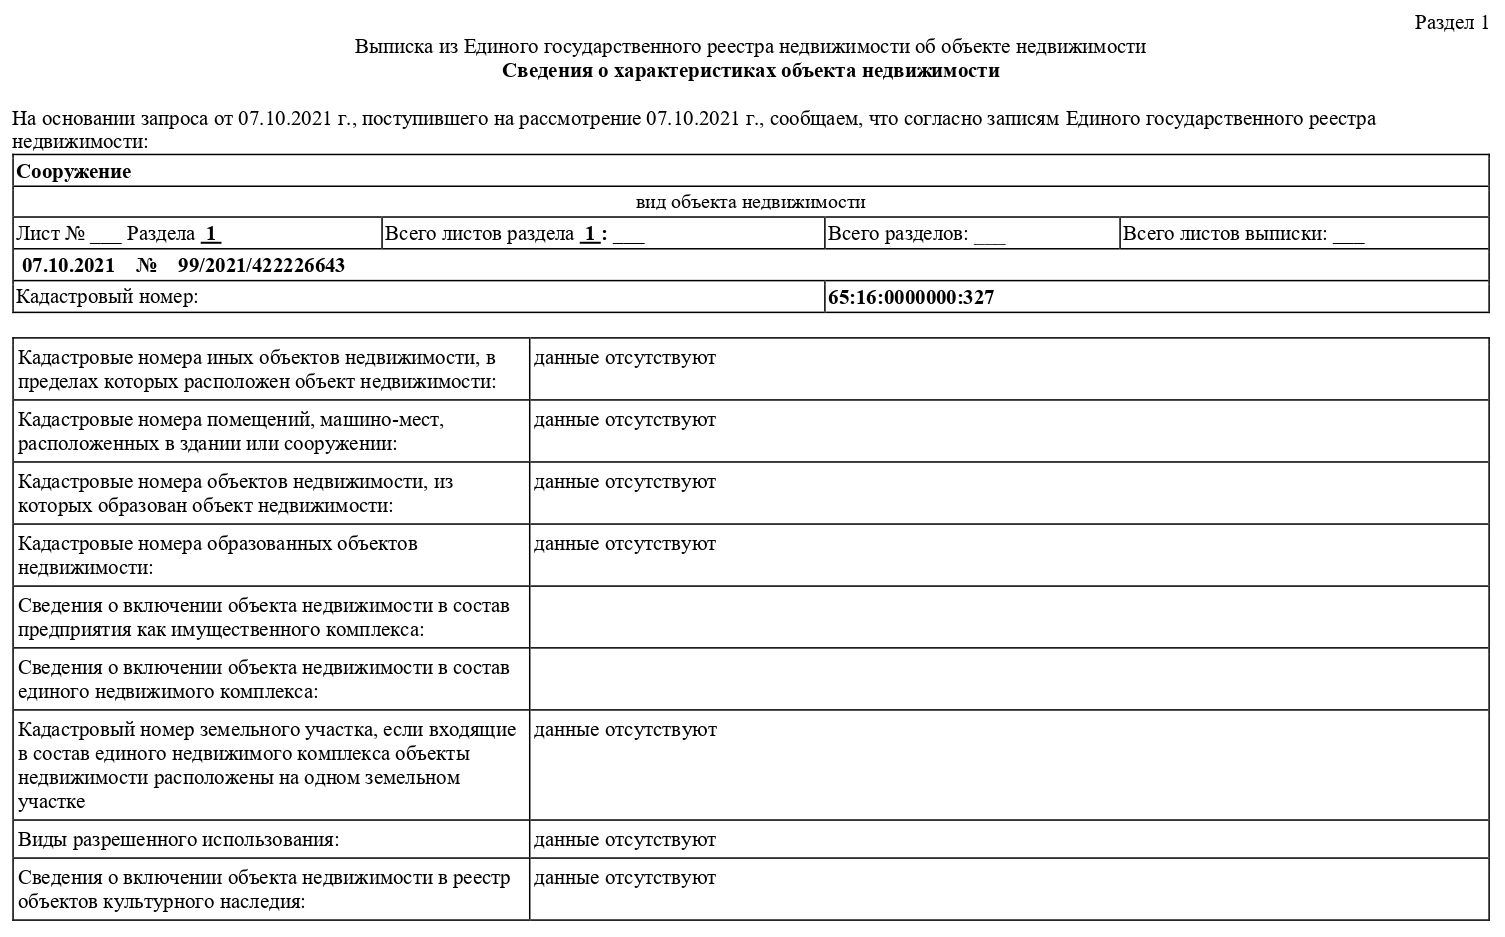 Раздел 1
Выписка из Единого государственного реестра недвижимости об объекте недвижимости
Сведения о характеристиках объекта недвижимости
На основании запроса от 07.10.2021 г., поступившего на рассмотрение 07.10.2021 г., сообщаем, что согласно записям Единого государственного реестра
недвижимости:
Сооружение
вид объекта недвижимости
Лист № ___ Раздела 1 Всего листов раздела 1 : ___ Всего разделов: ___ Всего листов выписки: ___
07.10.2021 № 99/2021/422226643
Кадастровый номер: 65:16:0000000:327
Кадастровые номера иных объектов недвижимости, в данные отсутствуют
пределах которых расположен объект недвижимости:
Кадастровые номера помещений, машино-мест, данные отсутствуют
расположенных в здании или сооружении:
Кадастровые номера объектов недвижимости, из данные отсутствуют
которых образован объект недвижимости:
Кадастровые номера образованных объектов данные отсутствуют
недвижимости:
Сведения о включении объекта недвижимости в состав
предприятия как имущественного комплекса:
Сведения о включении объекта недвижимости в состав
единого недвижимого комплекса:
Кадастровый номер земельного участка, если входящие данные отсутствуют
в состав единого недвижимого комплекса объекты
недвижимости расположены на одном земельном
участке
Виды разрешенного использования: данные отсутствуют
Сведения о включении объекта недвижимости в реестр данные отсутствуют
объектов культурного наследия: